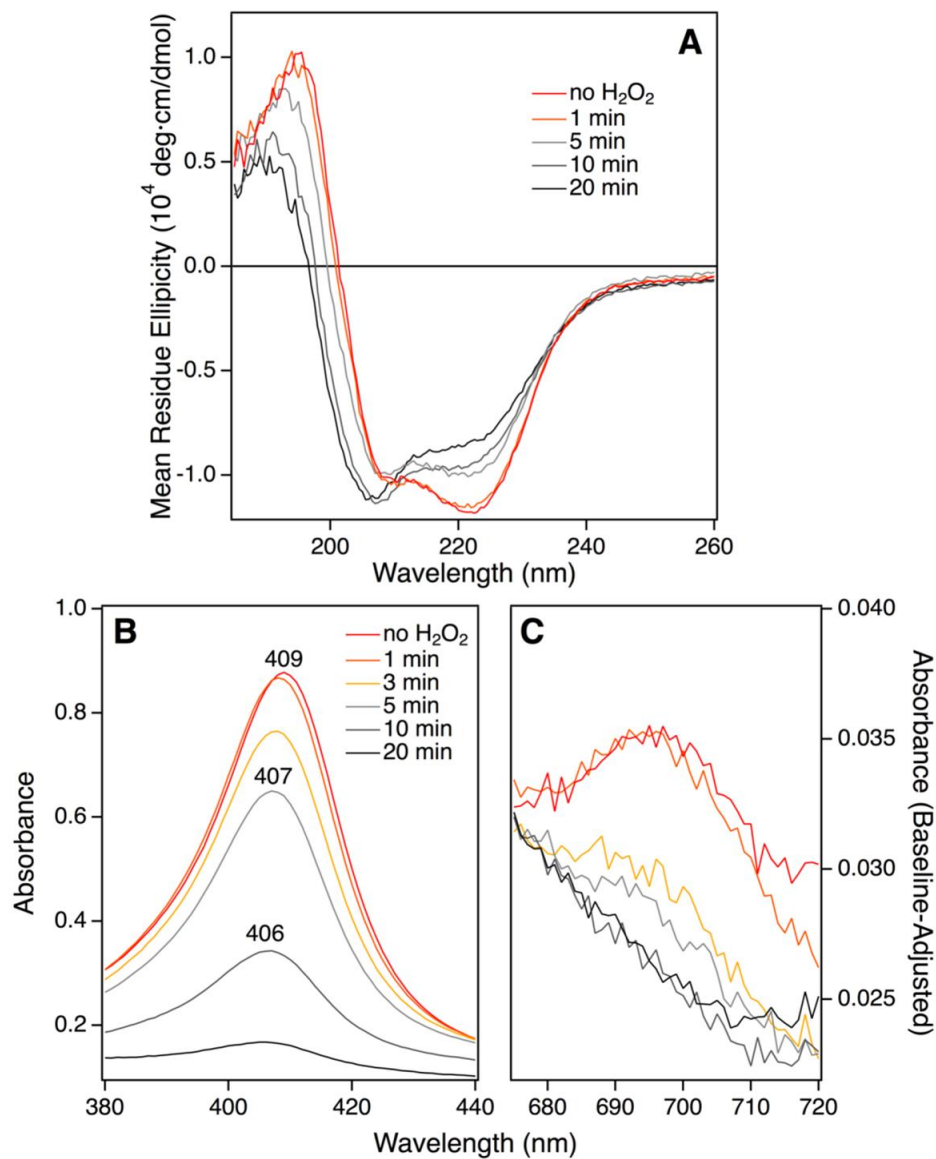 A
1.0
0.5
0.0
-0.5
-1.0
Mean Residue Ellipicity (10⁴ deg·cm/dmol)
no H₂O₂
1 min
5 min
10 min
20 min
200
220
240
260
Wavelength (nm)
B
1.0
0.8
0.6
0.4
0.2
Absorbance
no H₂O₂
1 min
3 min
5 min
10 min
20 min
409
407
406
380
400
420
440
C
0.040
0.035
0.030
0.025
Absorbance (Baseline-Adjusted)
680
690
700
710
720
Wavelength (nm)